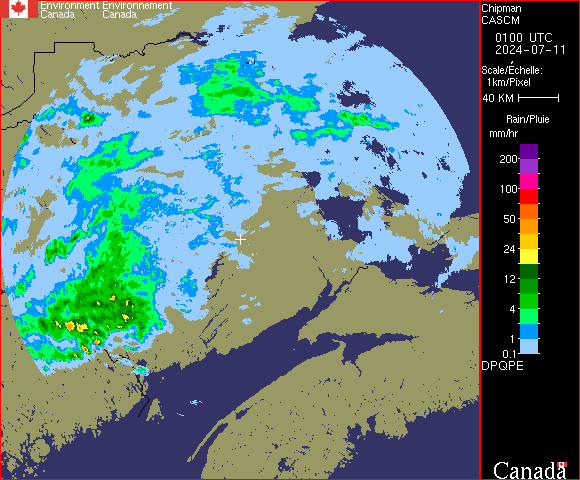 Environment Environnement
Canada Canada
Chipman
CASCM
0100 UTC
2024-07-11
Scale/Échelle:
1km/Pixel
40 KM
Rain/Pluie
mm/hr
200
100
50
24
12
4
1
0.1
DPQPE
Canada